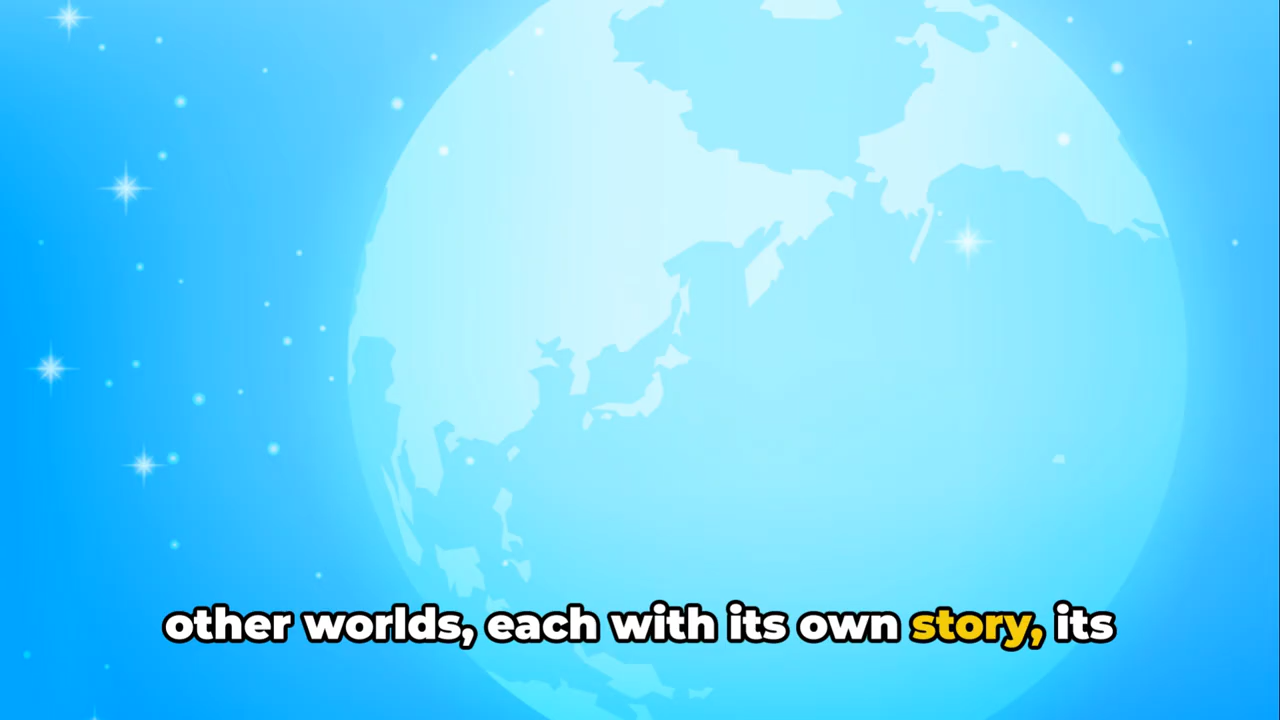 other worlds, each with its own story, its